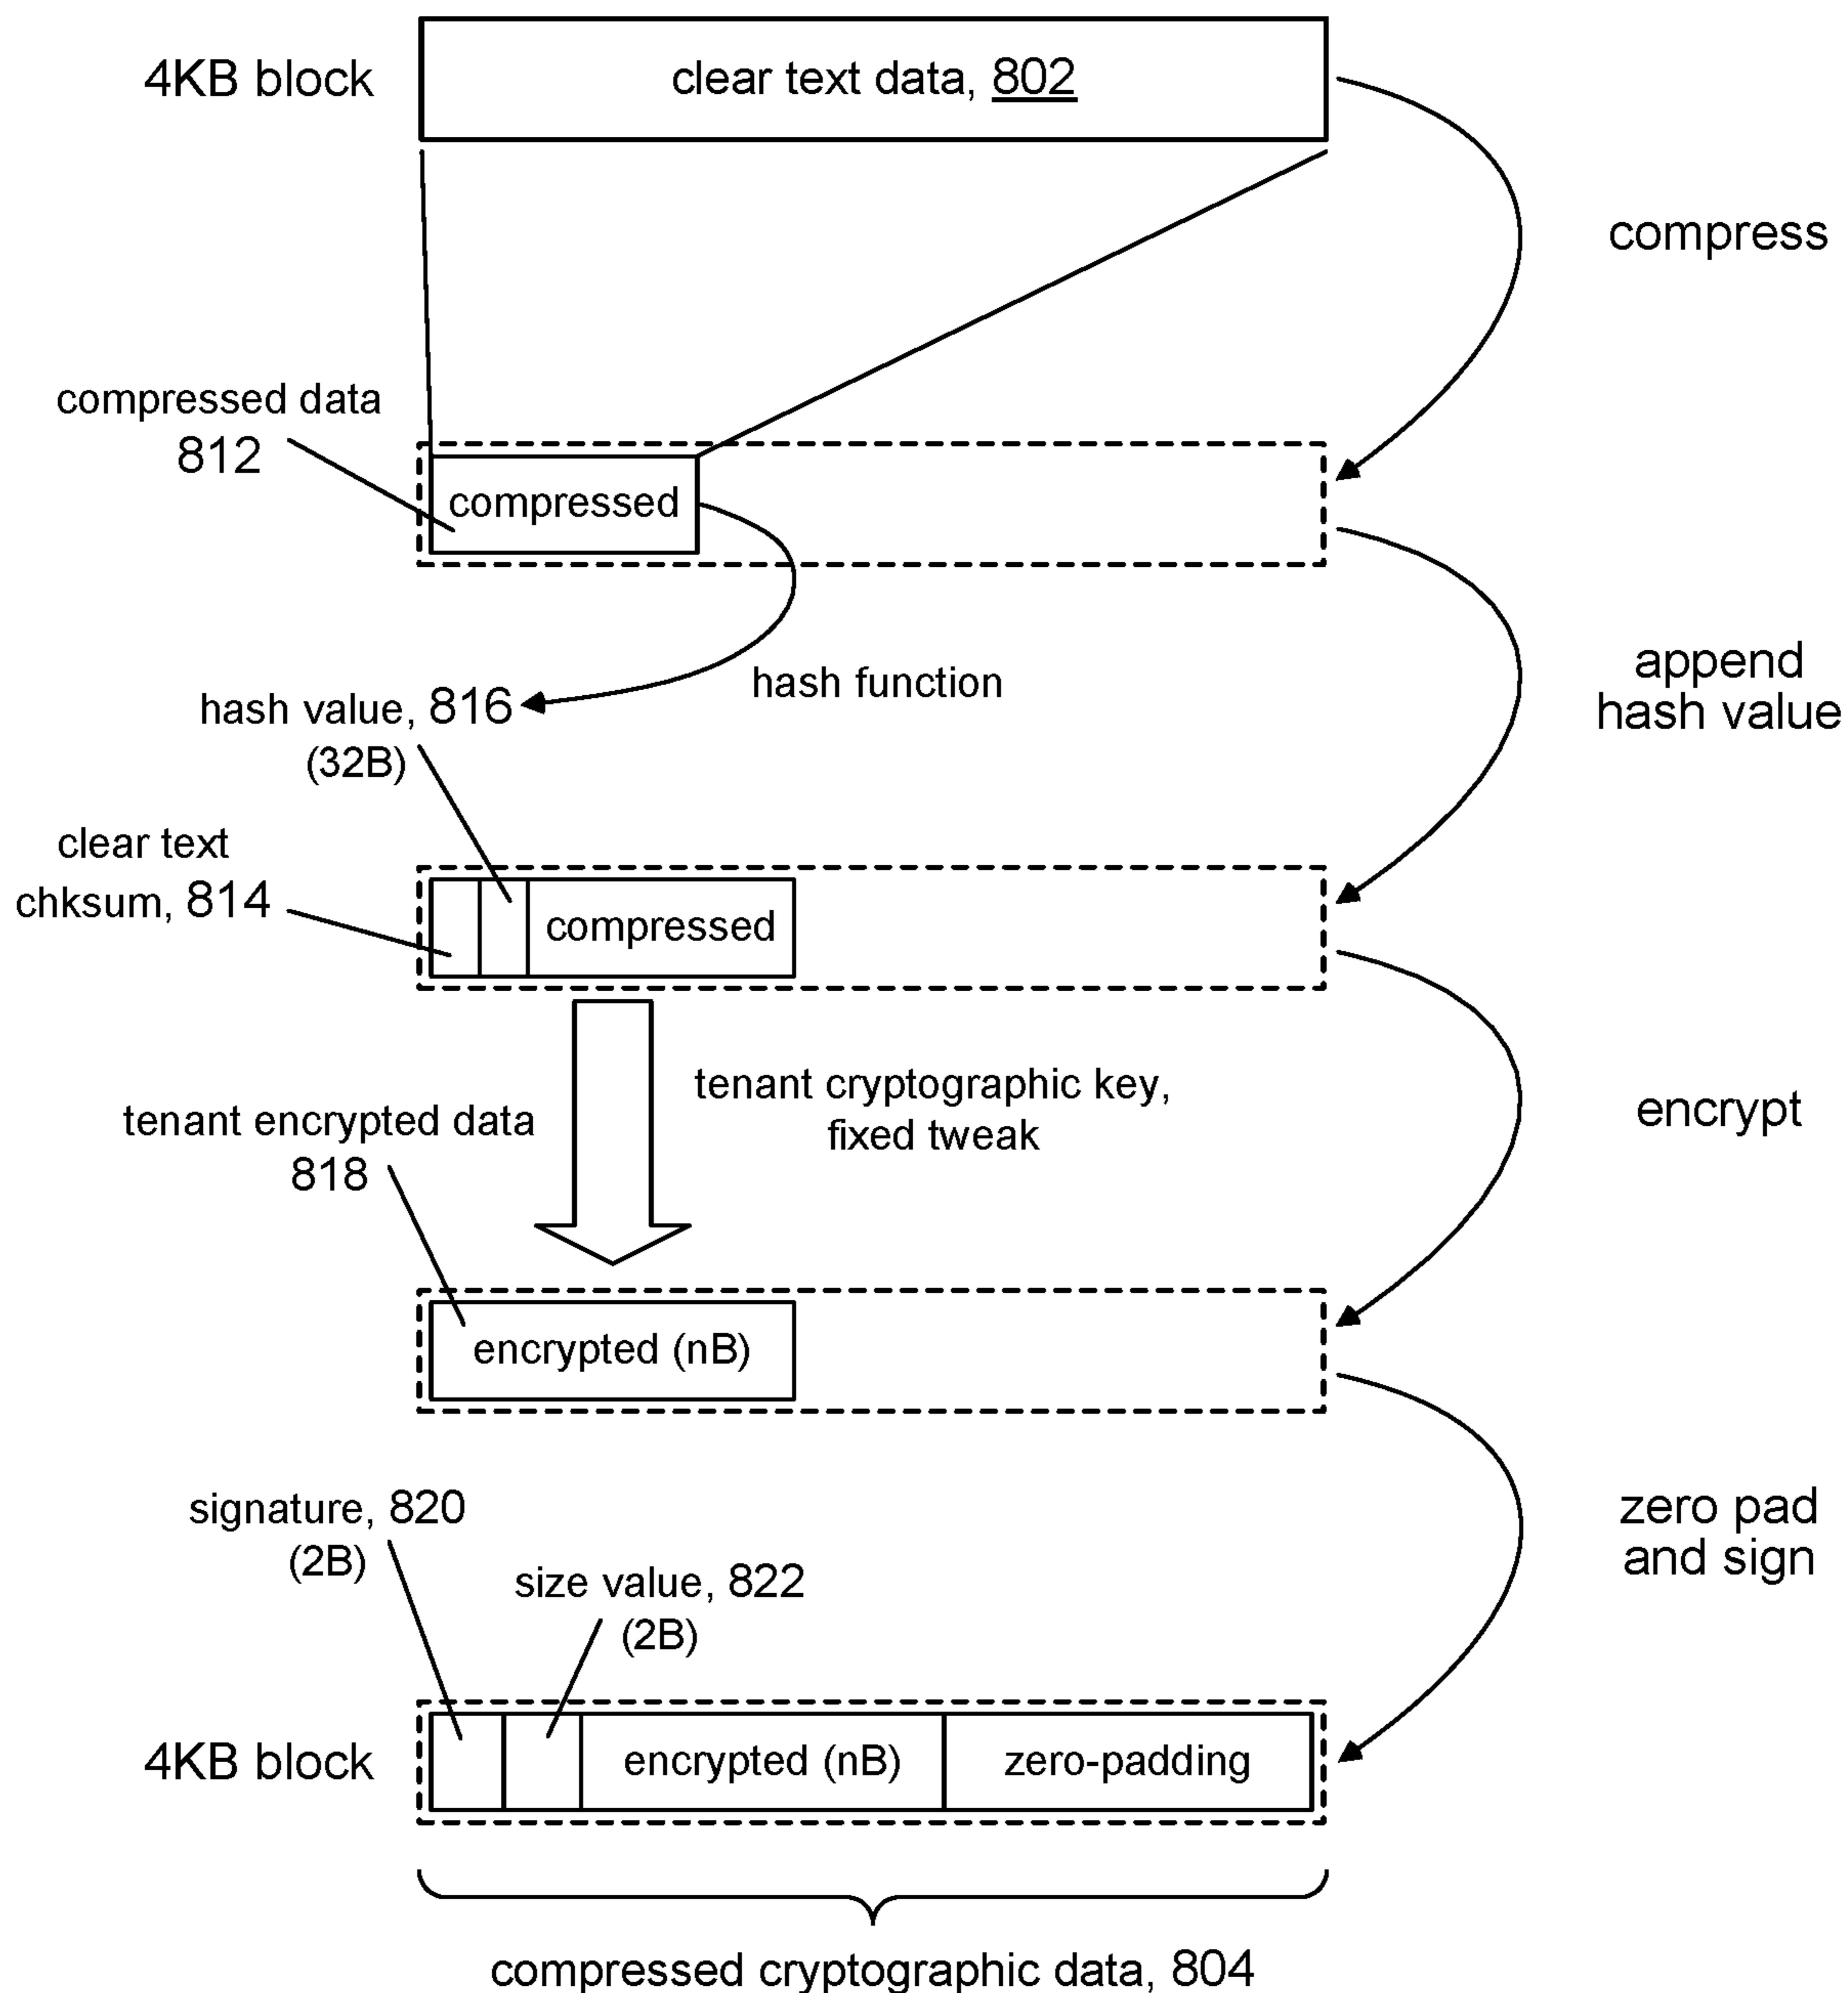 4KB block
clear text data, 802
compress
compressed data
812
compressed
hash function
append
hash value
hash value, 816
(32B)
clear text
chksum, 814
compressed
tenant cryptographic key,
fixed tweak
encrypt
tenant encrypted data
818
encrypted (nB)
signature, 820
(2B)
size value, 822
(2B)
zero pad
and sign
4KB block
encrypted (nB)
zero-padding
compressed cryptographic data, 804